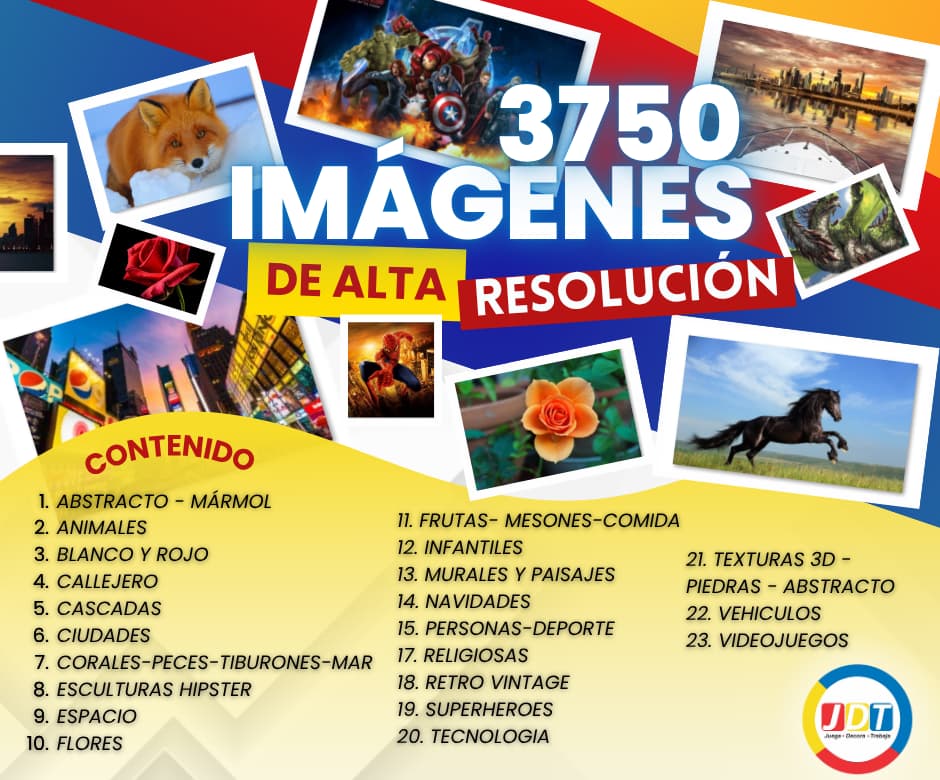 3750
IMÁGENES
DE ALTA
RESOLUCIÓN
CONTENIDO
1. ABSTRACTO - MÁRMOL
2. ANIMALES
3. BLANCO Y ROJO
4. CALLEJERO
5. CASCADAS
6. CIUDADES
7. CORALES-PECES-TIBURONES-MAR
8. ESCULTURAS HIPSTER
9. ESPACIO
10. FLORES
11. FRUTAS- MESONES-COMIDA
12. INFANTILES
13. MURALES Y PAISAJES
14. NAVIDADES
15. PERSONAS-DEPORTE
17. RELIGIOSAS
18. RETRO VINTAGE
19. SUPERHEROES
20. TECNOLOGIA
21. TEXTURAS 3D -
PIEDRAS - ABSTRACTO
22. VEHICULOS
23. VIDEOJUEGOS
JDT
Juega • Decora • Trabaja